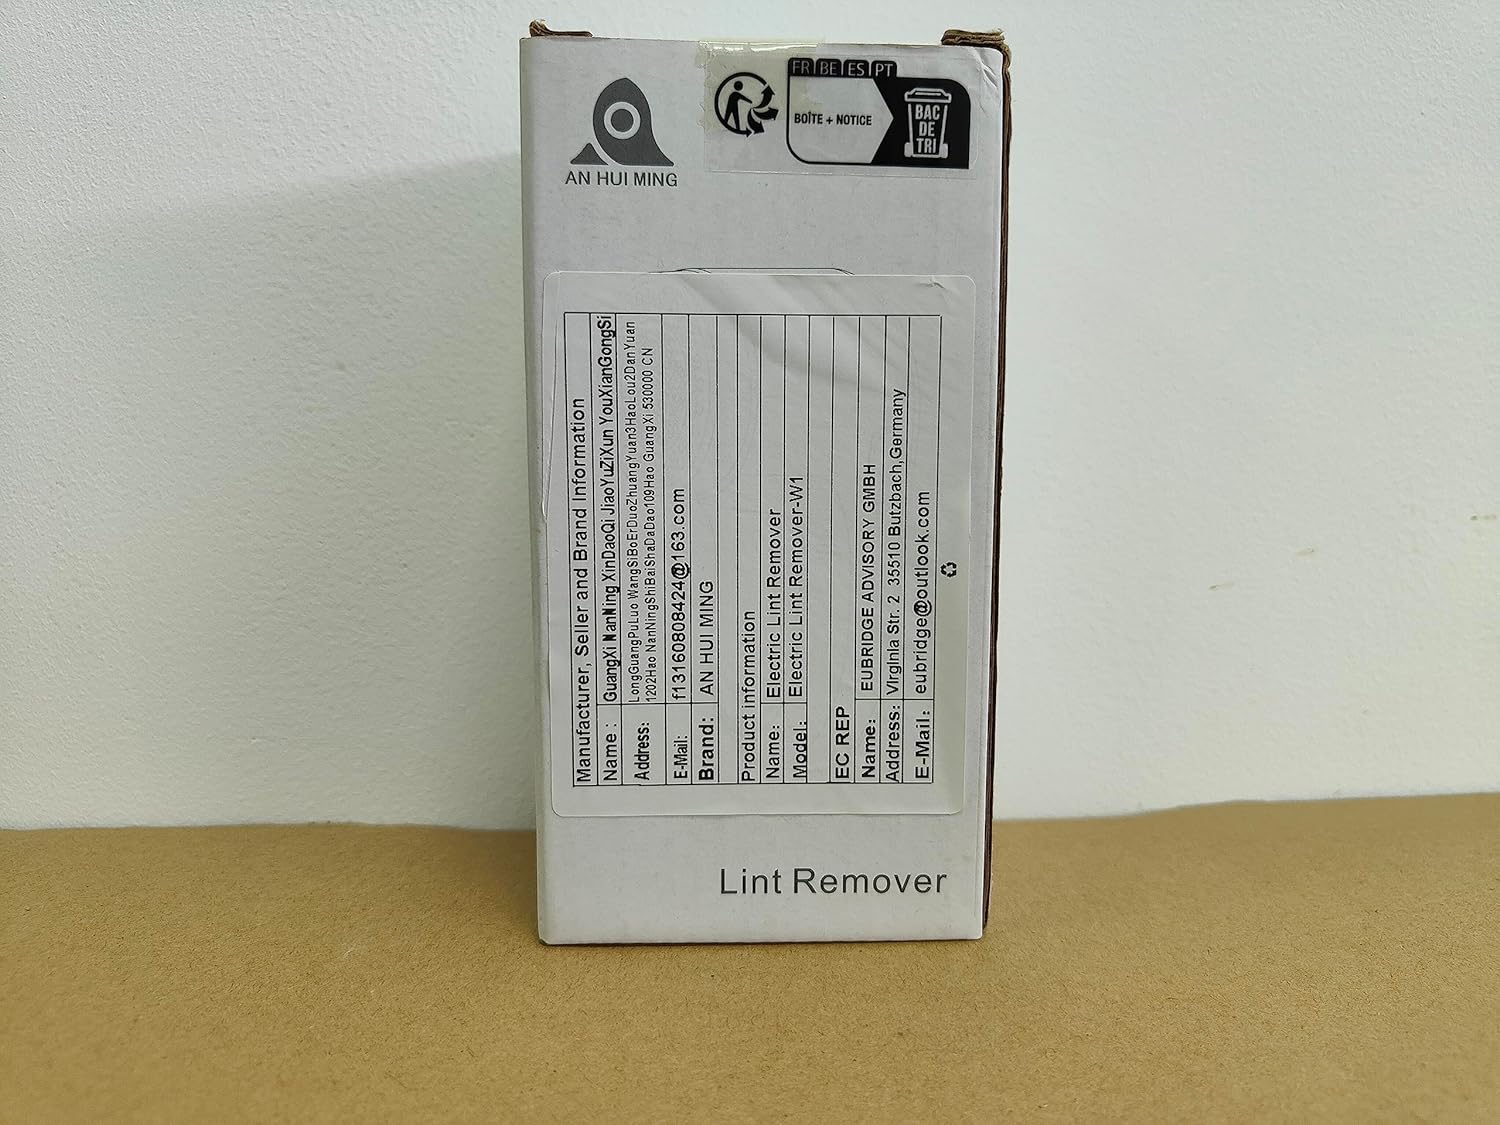 AN HUI MING
FR BE ES PT
BOÎTE + NOTICE
BAC
DE
TRI
Manufacturer, Seller and Brand Information
Name : GuangXi NanNing XinDaoQi JiaoYuZiXun YouXianGongSi
Address: LongGuangPuLuo WangSiBoErDuoZhuangYuan3HaoLou2DanYuan
1202Hao NanNingShiBaiShaDaDao109Hao GuangXi 530000 CN
E-Mail: f13160808424@163.com
Brand: AN HUI MING
Product information
Name: Electric Lint Remover
Model: Electric Lint Remover-W1
EC REP
Name: EUBRIDGE ADVISORY GMBH
Address: VIrgInIa Str. 2 35510 Butzbach,Germany
E-Mail: eubridge@outlook.com
Lint Remover